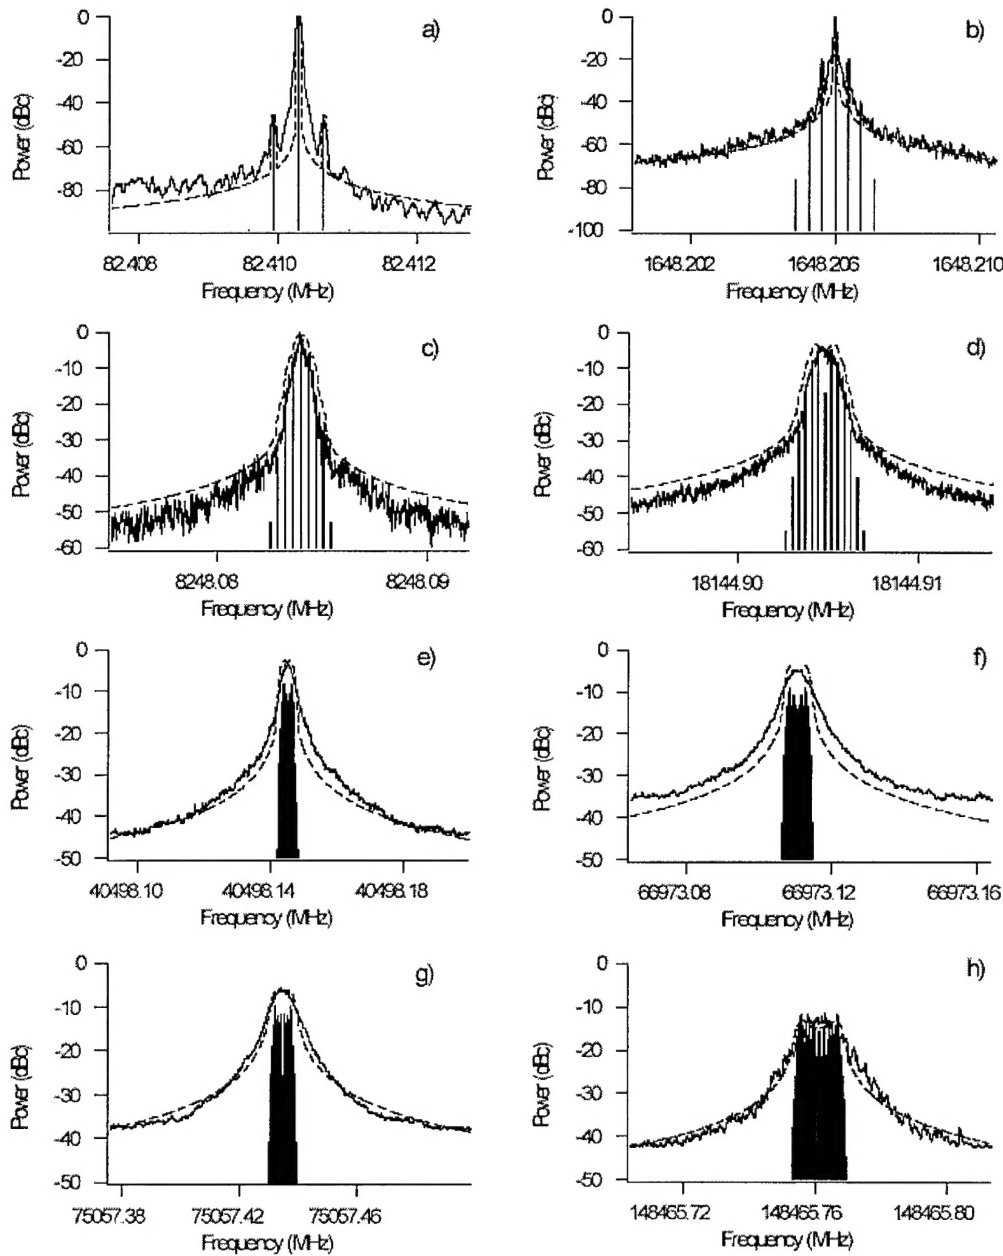 a)
Power (dBc)
0
-20
-40
-60
-80
82.408
82.410
82.412
Frequency (MHz)
b)
Power (dBc)
0
-20
-40
-60
-80
-100
1648.202
1648.206
1648.210
Frequency (MHz)
c)
Power (dBc)
0
-10
-20
-30
-40
-50
-60
8248.08
8248.09
Frequency (MHz)
d)
Power (dBc)
0
-10
-20
-30
-40
-50
-60
18144.90
18144.91
Frequency (MHz)
e)
Power (dBc)
0
-10
-20
-30
-40
-50
40498.10
40498.14
40498.18
Frequency (MHz)
f)
Power (dBc)
0
-10
-20
-30
-40
-50
66973.08
66973.12
66973.16
Frequency (MHz)
g)
Power (dBc)
0
-10
-20
-30
-40
-50
75057.38
75057.42
75057.46
Frequency (MHz)
h)
Power (dBc)
0
-10
-20
-30
-40
-50
148465.72
148465.76
148465.80
Frequency (MHz)